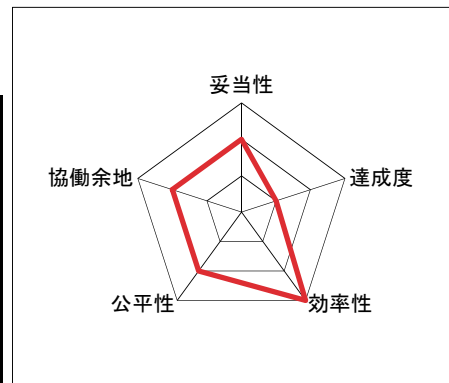 妥当性
協働余地
達成度
公平性
効率性